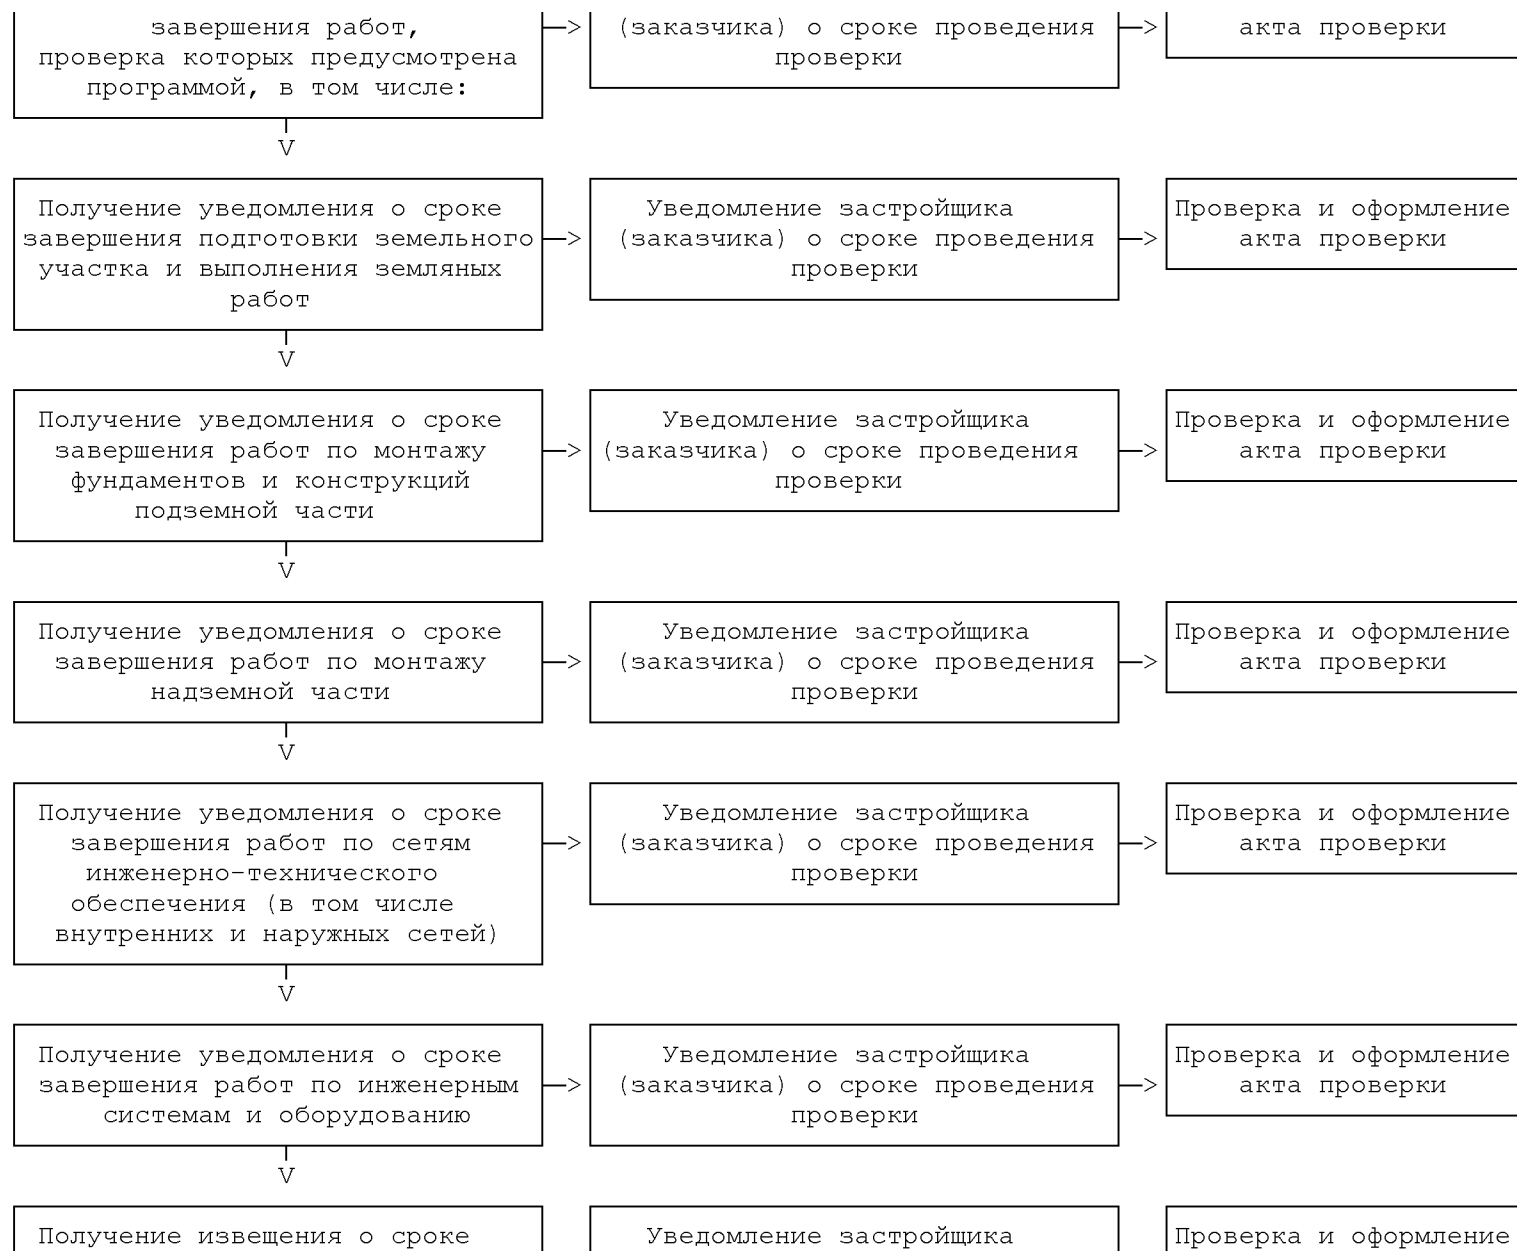 завершения работ,
проверка которых предусмотрена
программой, в том числе:
(заказчика) о сроке проведения
проверки
акта проверки
V
Получение уведомления о сроке
завершения подготовки земельного
участка и выполнения земляных
работ
Уведомление застройщика
(заказчика) о сроке проведения
проверки
Проверка и оформление
акта проверки
V
Получение уведомления о сроке
завершения работ по монтажу
фундаментов и конструкций
подземной части
Уведомление застройщика
(заказчика) о сроке проведения
проверки
Проверка и оформление
акта проверки
V
Получение уведомления о сроке
завершения работ по монтажу
надземной части
Уведомление застройщика
(заказчика) о сроке проведения
проверки
Проверка и оформление
акта проверки
V
Получение уведомления о сроке
завершения работ по сетям
инженерно-технического
обеспечения (в том числе
внутренних и наружных сетей)
Уведомление застройщика
(заказчика) о сроке проведения
проверки
Проверка и оформление
акта проверки
V
Получение уведомления о сроке
завершения работ по инженерным
системам и оборудованию
Уведомление застройщика
(заказчика) о сроке проведения
проверки
Проверка и оформление
акта проверки
V
Получение извещения о сроке
Уведомление застройщика
Проверка и оформление